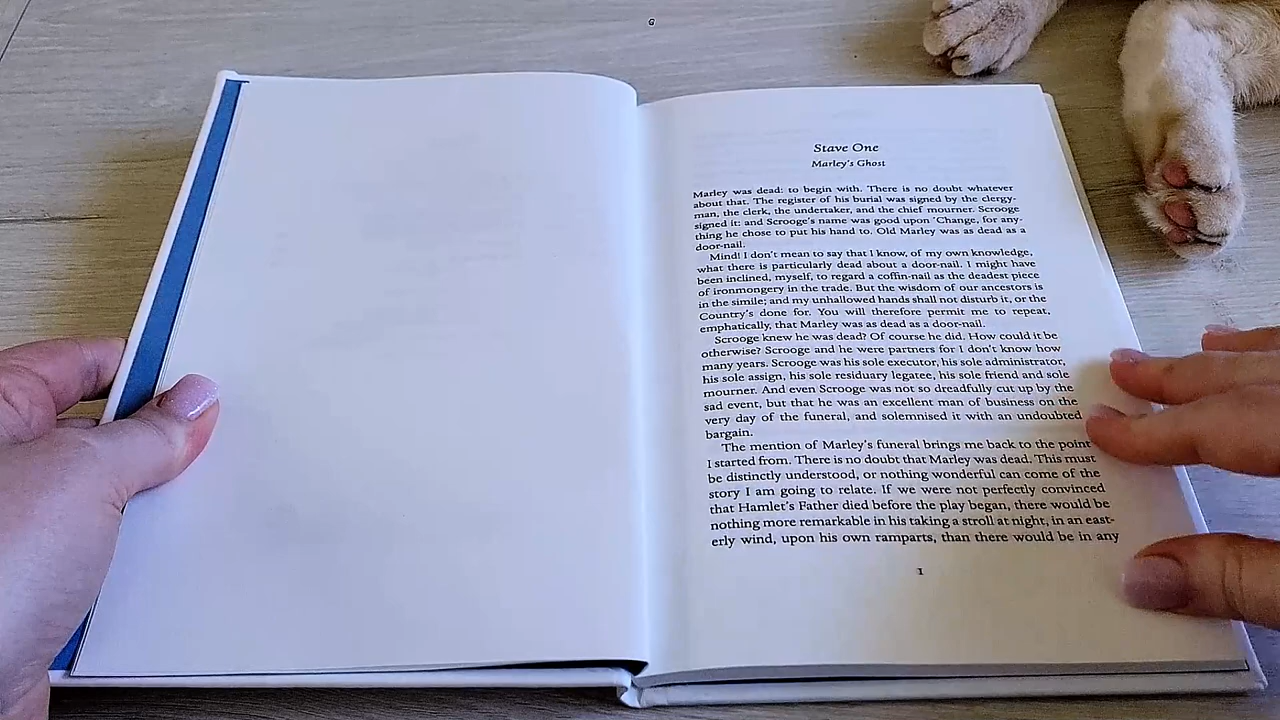 G
Stave One
Marley's Ghost
Marley was dead: to begin with. There is no doubt whatever
about that. The register of his burial was signed by the clergy-
man, the clerk, the undertaker, and the chief mourner. Scrooge
signed it: and Scrooge's name was good upon 'Change, for any-
thing he chose to put his hand to. Old Marley was as dead as a
door-nail.
Mind! I don't mean to say that I know, of my own knowledge,
what there is particularly dead about a door-nail. I might have
been inclined, myself, to regard a coffin-nail as the deadest piece
of ironmongery in the trade. But the wisdom of our ancestors is
in the simile; and my unhallowed hands shall not disturb it, or the
Country's done for. You will therefore permit me to repeat,
emphatically, that Marley was as dead as a door-nail.
Scrooge knew he was dead? Of course he did. How could it be
otherwise? Scrooge and he were partners for I don't know how
many years. Scrooge was his sole executor, his sole administrator,
his sole assign, his sole residuary legatee, his sole friend and sole
mourner. And even Scrooge was not so dreadfully cut up by the
sad event, but that he was an excellent man of business on the
very day of the funeral, and solemnised it with an undoubted
bargain.
The mention of Marley's funeral brings me back to the point
I started from. There is no doubt that Marley was dead. This must
be distinctly understood, or nothing wonderful can come of the
story I am going to relate. If we were not perfectly convinced
that Hamlet's Father died before the play began, there would be
nothing more remarkable in his taking a stroll at night, in an east-
erly wind, upon his own ramparts, than there would be in any
1